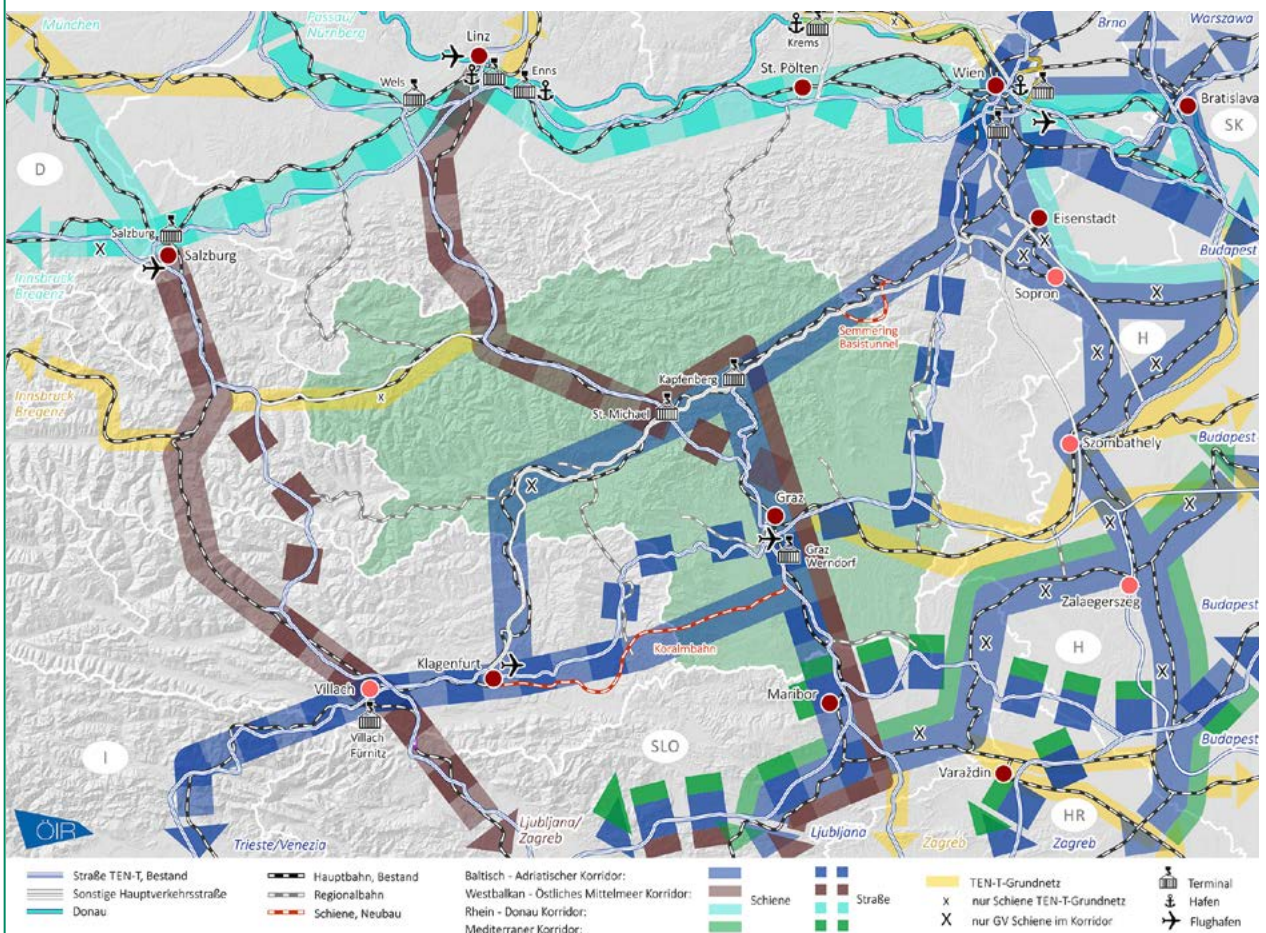 München
Passau/
Nürnberg
Linz
Krems
Brno
Warszawa
Wels
Enns
St. Pölten
Wien
Bratislava
SK
D
Salzburg
Salzburg
Eisenstadt
Budapest
Innsbruck
Bregenz
Sopron
Semmering
Basistunnel
H
Innsbruck
Bregenz
Kapfenberg
St. Michael
Szombathely
Budapest
Graz
Graz
Werndorf
Zalaegerszeg
Budapest
Koralmbahn
Klagenfurt
H
Villach
Maribor
Villach
Fürnitz
SLO
Budapest
I
Varaždin
HR
ÖIR
Trieste/Venezia
Ljubljana/
Zagreb
Ljubljana
Zagreb
Zagreb
Straße TEN-T, Bestand
Sonstige Hauptverkehrsstraße
Donau
Hauptbahn, Bestand
Regionalbahn
Schiene, Neubau
Baltisch - Adriatischer Korridor:
Westbalkan - Östliches Mittelmeer Korridor:
Rhein - Donau Korridor:
Mediterraner Korridor:
Schiene
Straße
TEN-T-Grundnetz
x nur Schiene TEN-T-Grundnetz
X nur GV Schiene im Korridor
Terminal
Hafen
Flughafen